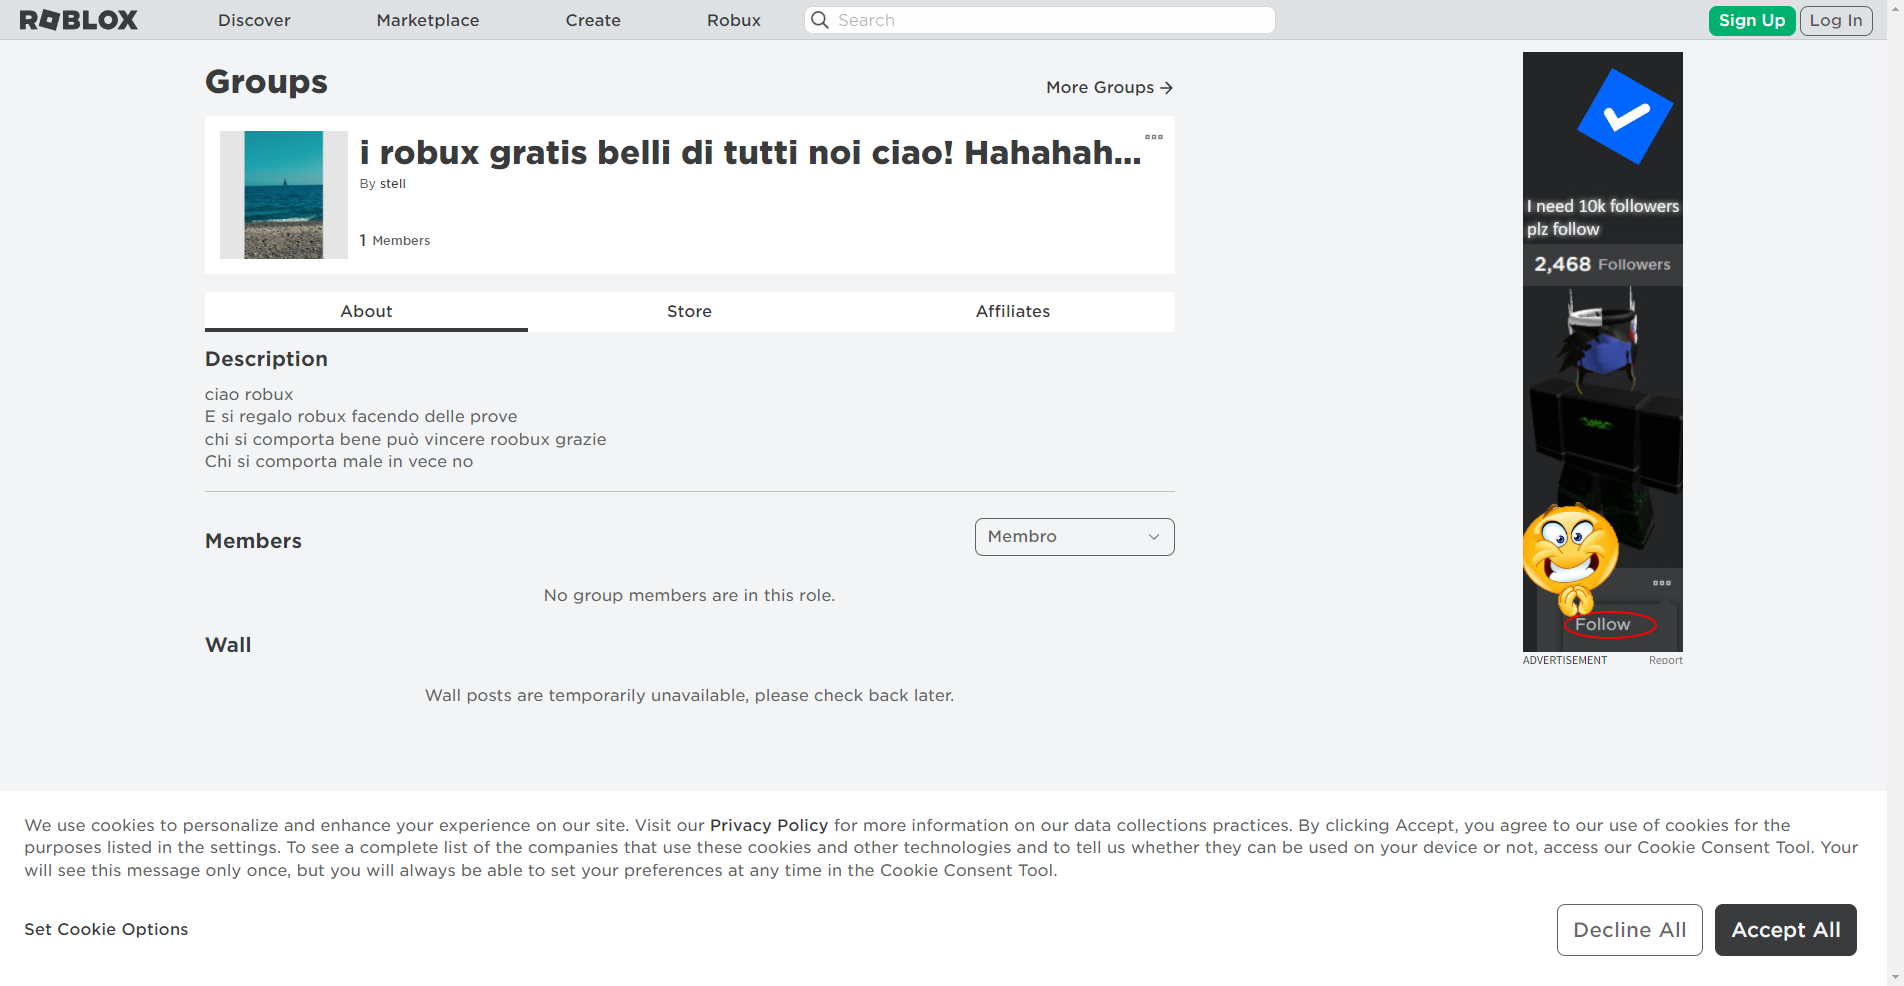 ROBLOX
Discover
Marketplace
Create
Robux
Search
Sign Up
Log In
Groups
More Groups
i robux gratis belli di tutti noi ciao! Hahahah...
By stell
1 Members
About
Store
Affiliates
Description
ciao robux
E si regalo robux facendo delle prove
chi si comporta bene può vincere roobux grazie
Chi si comporta male in vece no
Members
Membro
No group members are in this role.
Wall
Wall posts are temporarily unavailable, please check back later.
I need 10k followers
plz follow
2,468 Followers
Follow
ADVERTISEMENT
Report
We use cookies to personalize and enhance your experience on our site. Visit our Privacy Policy for more information on our data collections practices. By clicking Accept, you agree to our use of cookies for the
purposes listed in the settings. To see a complete list of the companies that use these cookies and other technologies and to tell us whether they can be used on your device or not, access our Cookie Consent Tool. Your
will see this message only once, but you will always be able to set your preferences at any time in the Cookie Consent Tool.
Set Cookie Options
Decline All
Accept All